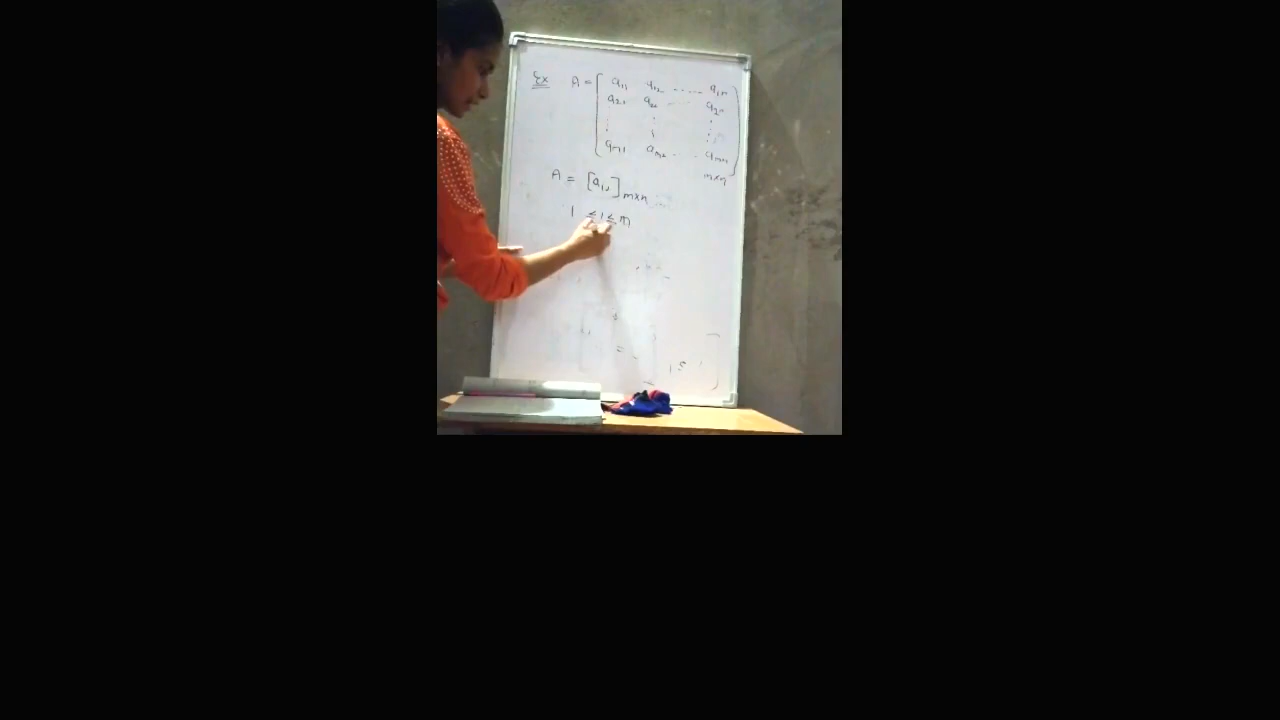 Ex A = [ a11 a12 ..... a1n
a21 a22 ..... a2n
⋮ ⋮ ⋮
am1 am2 .. .. amn ] m×n
A = [aij] m×n
1 ≤ i ≤ m